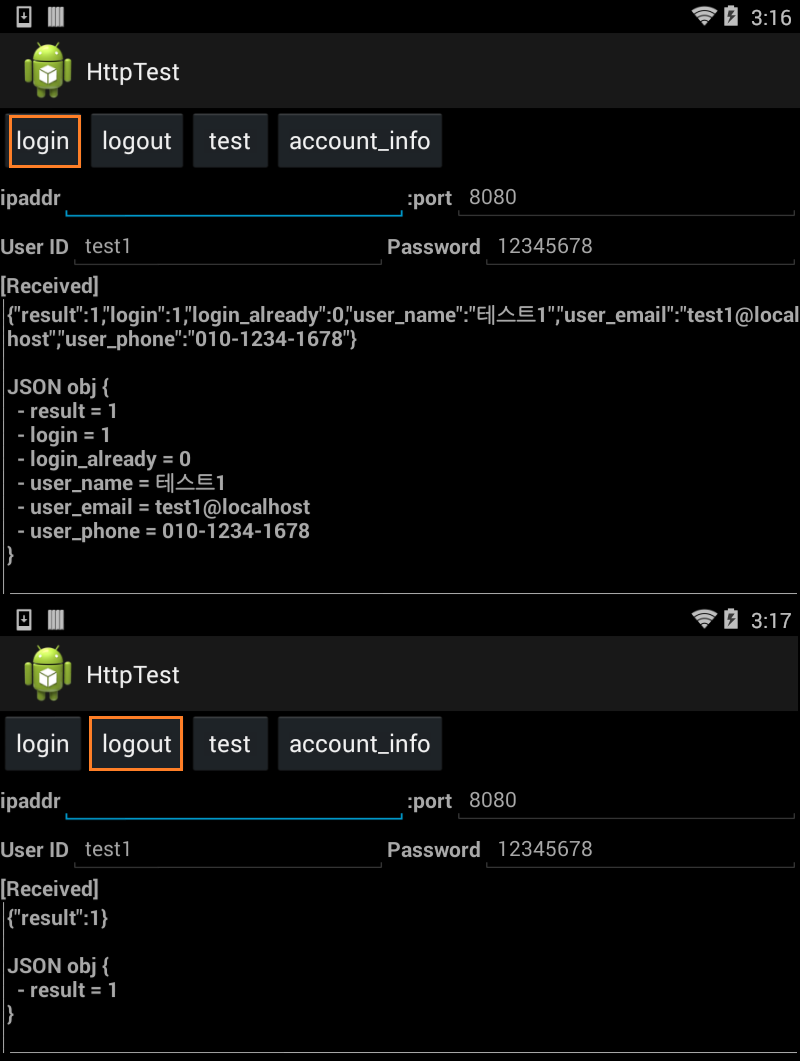 3:16
HttpTest
login logout test account_info
ipaddr :port 8080
User ID test1 Password 12345678
[Received]
{"result":1,"login":1,"login_already":0,"user_name":"테스트1","user_email":"test1@local
host","user_phone":"010-1234-1678"}
JSON obj {
- result = 1
- login = 1
- login_already = 0
- user_name = 테스트1
- user_email = test1@localhost
- user_phone = 010-1234-1678
}
3:17
HttpTest
login logout test account_info
ipaddr :port 8080
User ID test1 Password 12345678
[Received]
{"result":1}
JSON obj {
- result = 1
}